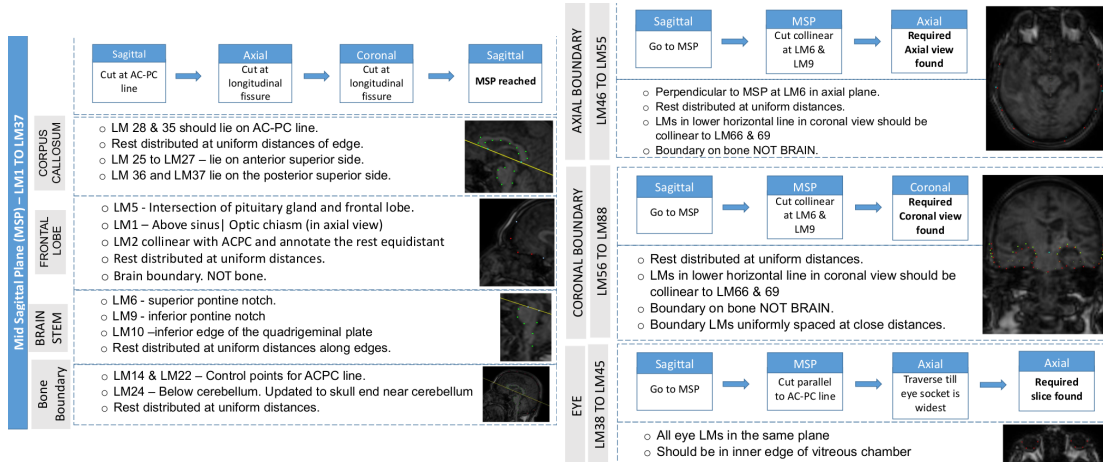 Mid Sagittal Plane (MSP) – LM1 TO LM37
Sagittal
Cut at AC-PC
line
Axial
Cut at
longitudinal
fissure
Coronal
Cut at
longitudinal
fissure
Sagittal
MSP reached
CORPUS
CALLOSUM
○ LM 28 & 35 should lie on AC-PC line.
○ Rest distributed at uniform distances of edge.
○ LM 25 to LM27 – lie on anterior superior side.
○ LM 36 and LM37 lie on the posterior superior side.
FRONTAL
LOBE
○ LM5 - Intersection of pituitary gland and frontal lobe.
○ LM1 – Above sinus| Optic chiasm (in axial view)
○ LM2 collinear with ACPC and annotate the rest equidistant
○ Rest distributed at uniform distances.
○ Brain boundary. NOT bone.
BRAIN
STEM
○ LM6 - superior pontine notch.
○ LM9 - inferior pontine notch
○ LM10 –inferior edge of the quadrigeminal plate
○ Rest distributed at uniform distances along edges.
Bone
Boundary
○ LM14 & LM22 – Control points for ACPC line.
○ LM24 – Below cerebellum. Updated to skull end near cerebellum
○ Rest distributed at uniform distances.
AXIAL BOUNDARY
LM46 TO LM55
Sagittal
Go to MSP
MSP
Cut collinear
at LM6 &
LM9
Axial
Required
Axial view
found
○ Perpendicular to MSP at LM6 in axial plane.
○ Rest distributed at uniform distances.
○ LMs in lower horizontal line in coronal view should be
collinear to LM66 & 69
○ Boundary on bone NOT BRAIN.
CORONAL BOUNDARY
LM56 TO LM88
Sagittal
Go to MSP
MSP
Cut collinear
at LM6 &
LM9
Coronal
Required
Coronal view
found
○ Rest distributed at uniform distances.
○ LMs in lower horizontal line in coronal view should be
collinear to LM66 & 69
○ Boundary on bone NOT BRAIN.
○ Boundary LMs uniformly spaced at close distances.
EYE
LM38 TO LM45
Sagittal
Go to MSP
MSP
Cut parallel
to AC-PC line
Axial
Traverse till
eye socket is
widest
Axial
Required
slice found
○ All eye LMs in the same plane
○ Should be in inner edge of vitreous chamber